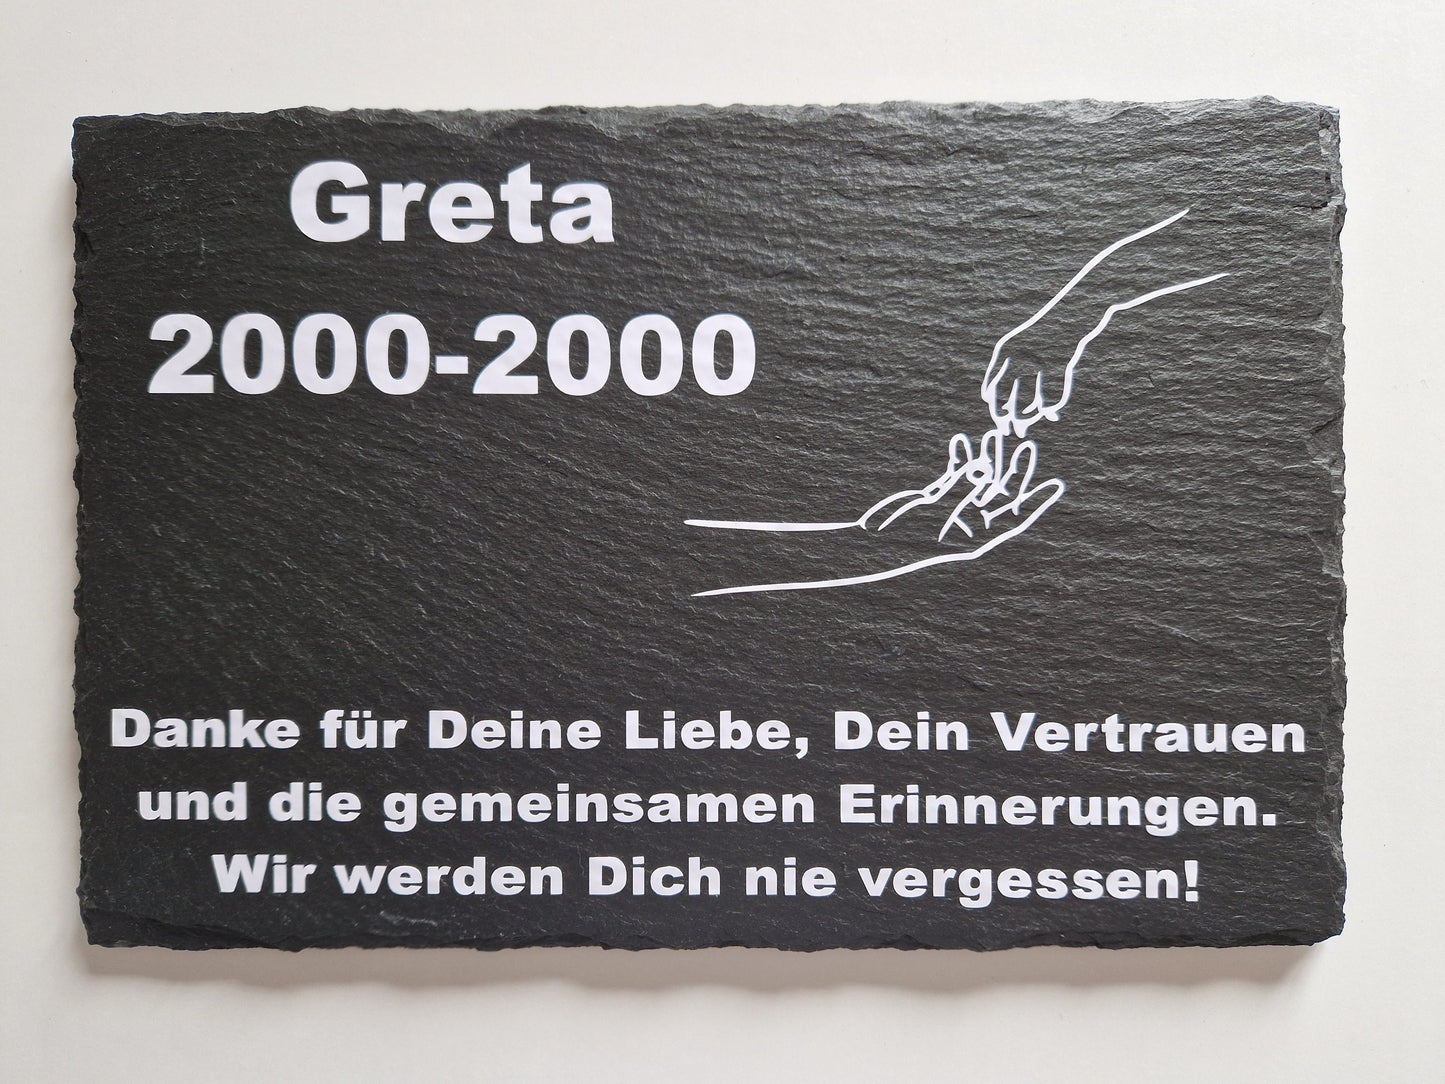 Greta
2000-2000
Danke für Deine Liebe, Dein Vertrauen
und die gemeinsamen Erinnerungen.
Wir werden Dich nie vergessen!